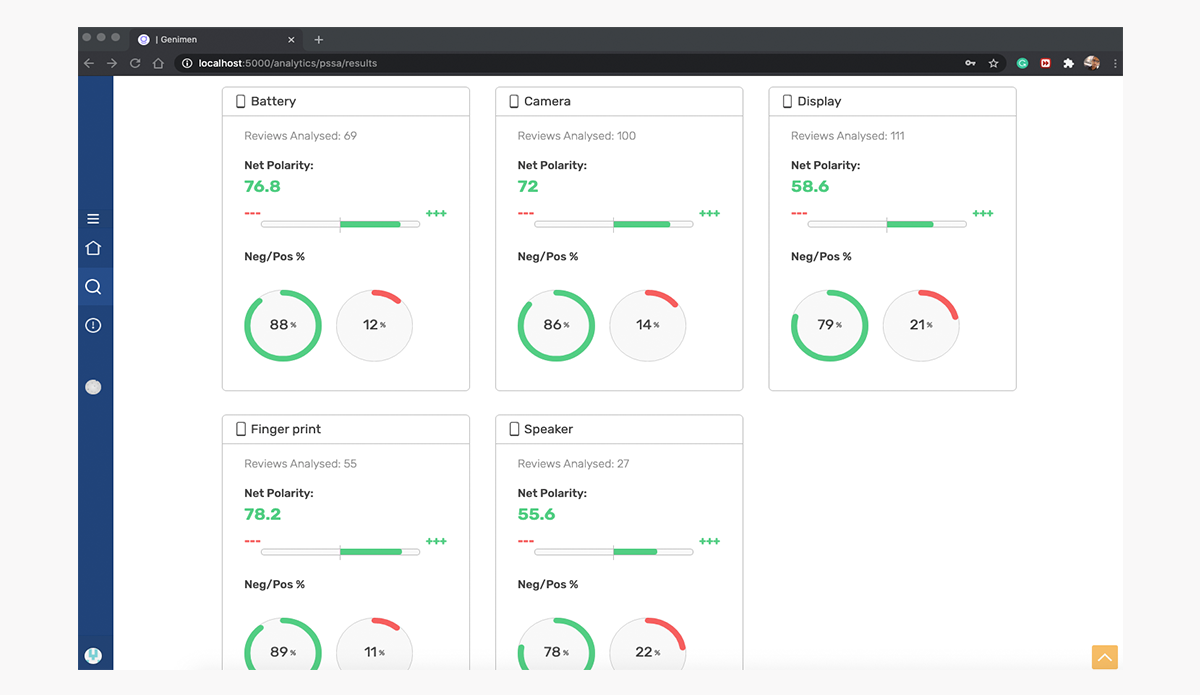 | Genimen
localhost:5000/analytics/pssa/results
Battery
Reviews Analysed: 69
Net Polarity:
76.8
---
+++
Neg/Pos %
88%
12%
Camera
Reviews Analysed: 100
Net Polarity:
72
---
+++
Neg/Pos %
86%
14%
Display
Reviews Analysed: 111
Net Polarity:
58.6
---
+++
Neg/Pos %
79%
21%
Finger print
Reviews Analysed: 55
Net Polarity:
78.2
---
+++
Neg/Pos %
89%
11%
Speaker
Reviews Analysed: 27
Net Polarity:
55.6
---
+++
Neg/Pos %
78%
22%